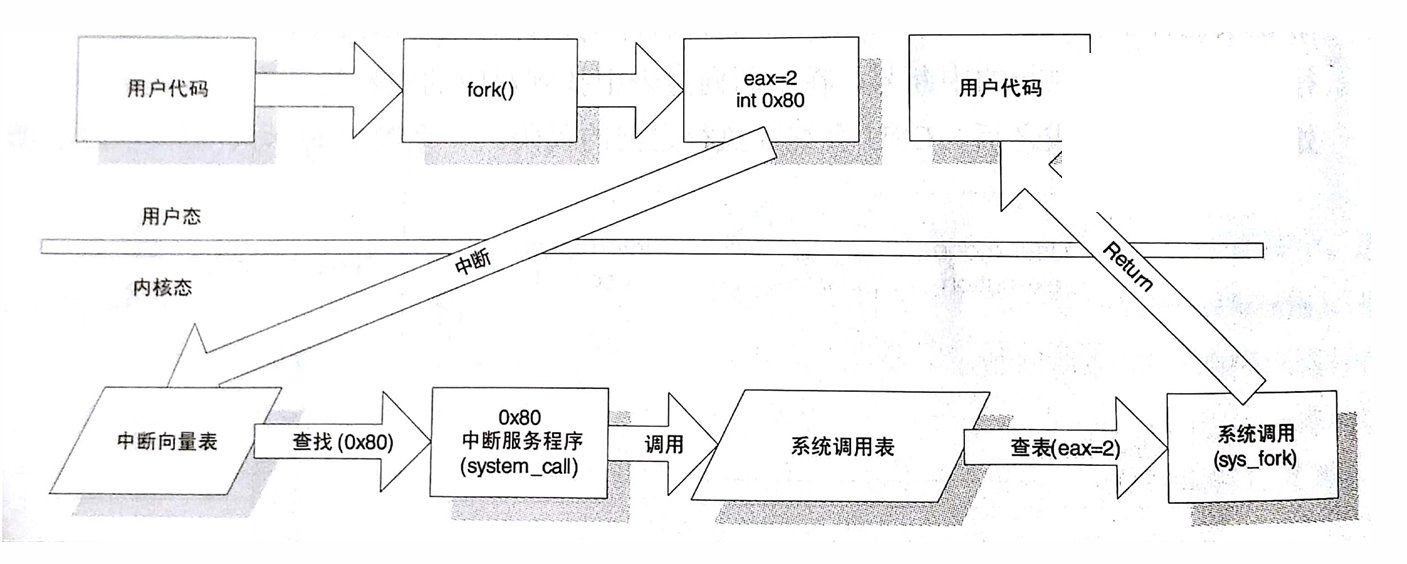 用户代码
fork()
eax=2
int 0x80
用户代码
用户态
中断
Return
内核态
中断向量表
查找(0x80)
0x80
中断服务程序
(system_call)
调用
系统调用表
查表(eax=2)
系统调用
(sys_fork)